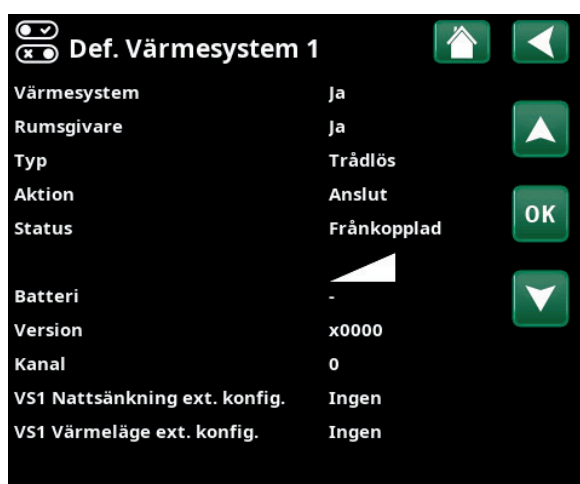 Def. Värmesystem 1
Värmesystem Ja
Rumsgivare Ja
Typ Trådlös
Aktion Anslut
Status Frånkopplad
OK
Batteri -
Version x0000
Kanal 0
VS1 Nattsänkning ext. konfig. Ingen
VS1 Värmeläge ext. konfig. Ingen